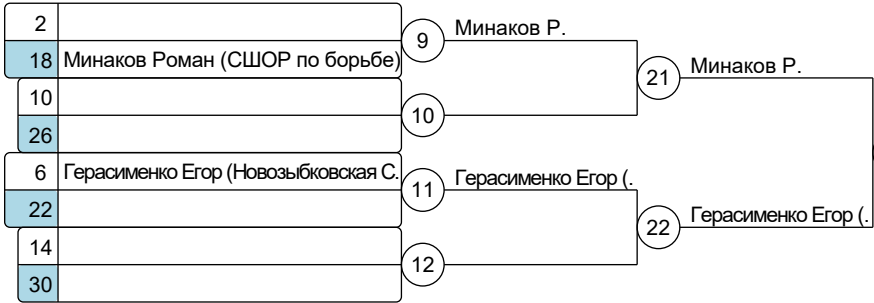 2
9
Минаков Р.
18 Минаков Роман (СШОР по борьбе)
21
Минаков Р.
10
10
26
6 Герасименко Егор (Новозыбковская С.
11
Герасименко Егор (.
22
22
Герасименко Егор (.
14
12
30